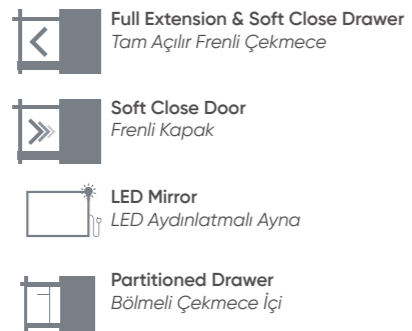 Full Extension & Soft Close Drawer
Tam Açılır Frenli Çekmece
Soft Close Door
Frenli Kapak
LED Mirror
LED Aydınlatmalı Ayna
Partitioned Drawer
Bölmeli Çekmece İçi